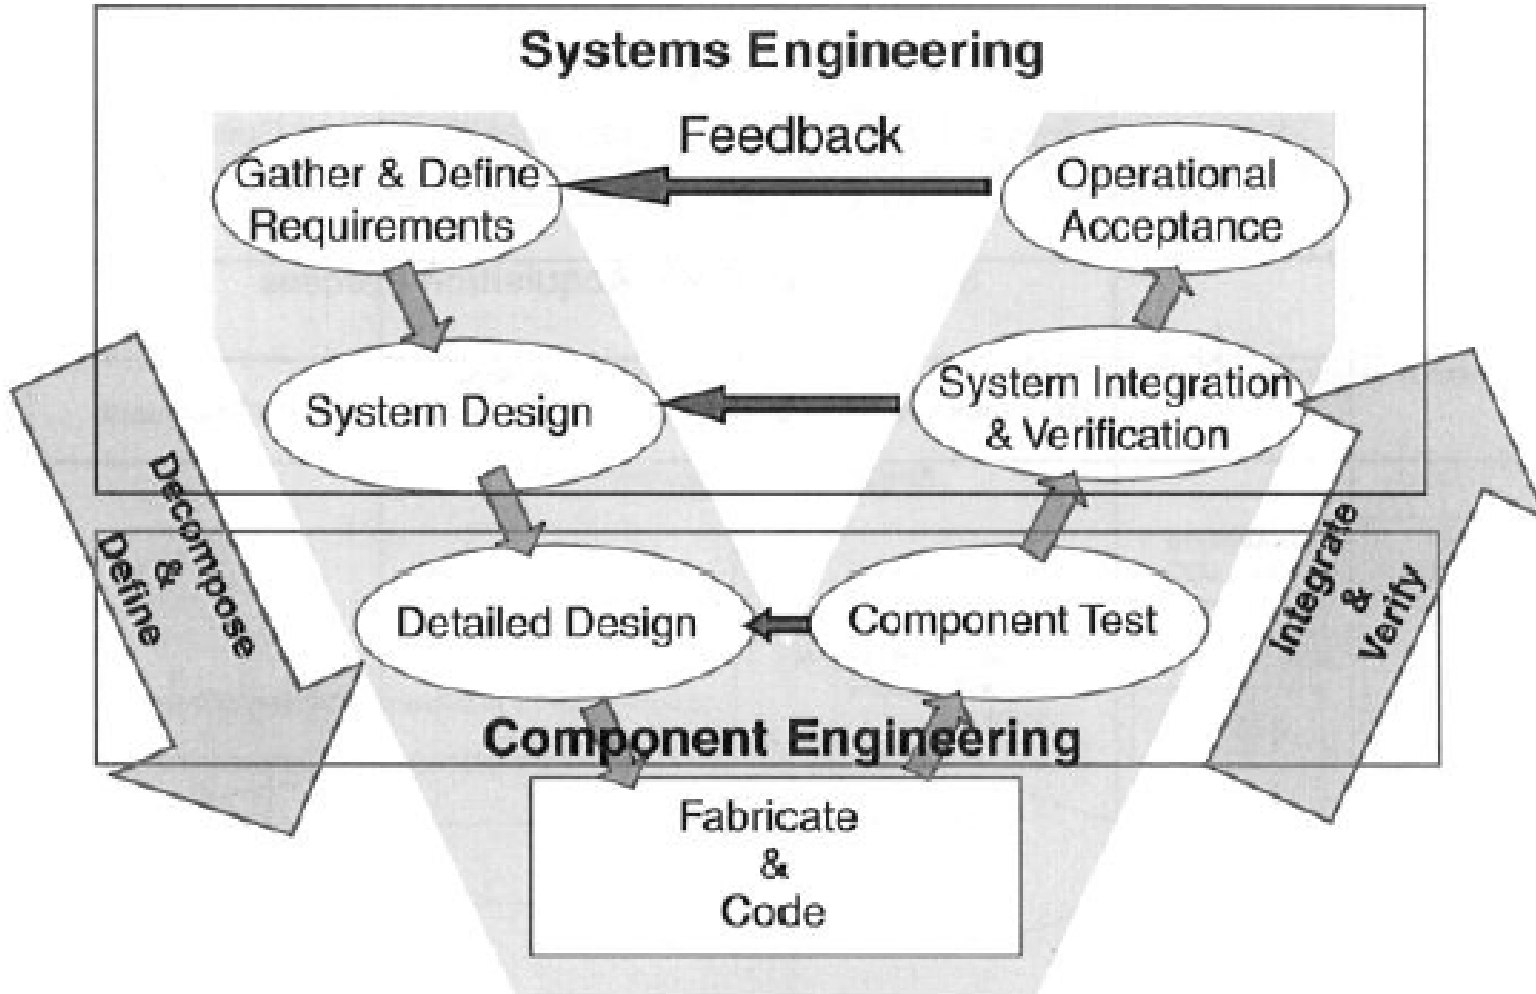 Systems Engineering
Feedback
Gather & Define
Requirements
Operational
Acceptance
System Design
System Integration
& Verification
Decompose
&
Define
Integrate
&
Verify
Detailed Design
Component Test
Component Engineering
Fabricate
&
Code